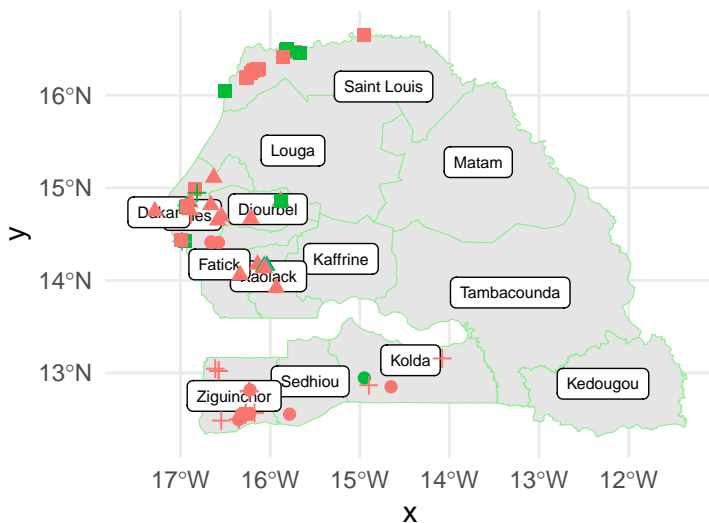 16°N
Saint Louis
Louga
Matam
15°N
Diourbel
Dakar
Fatick
14°N
Kaolack
Kaffrine
Tambacounda
13°N
Kolda
Sedhiou
Kedougou
Ziguinchor
17°W 16°W 15°W 14°W 13°W 12°W
x
y